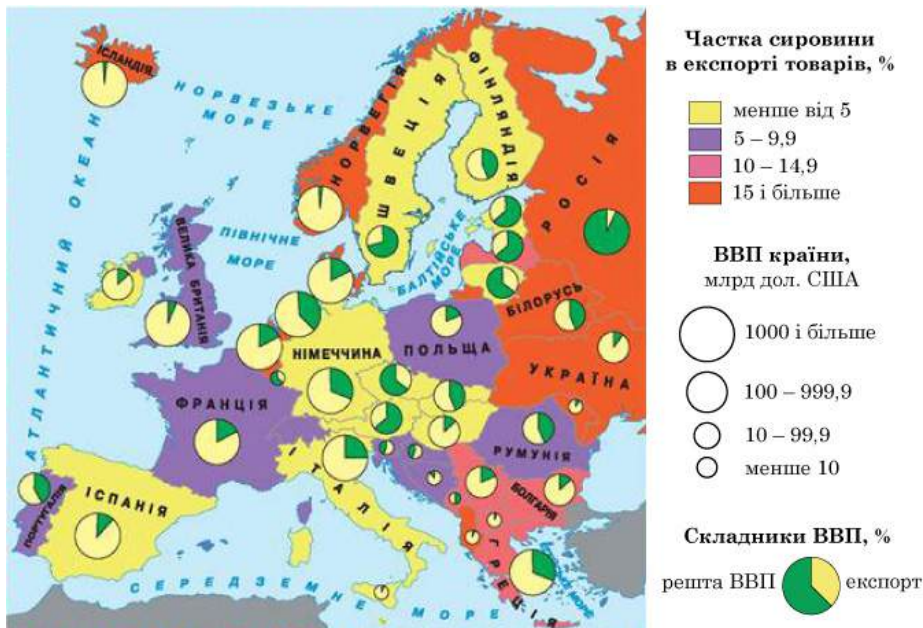 ІСЛАНДІЯ
НОРВЕЗЬКЕ
МОРЕ
АТЛАНТИЧНИЙ ОКЕАН
НОРВЕГІЯ
ШВЕЦІЯ
ФІНЛЯНДІЯ
РОСІЯ
ВЕЛИКА
БРИТАНІЯ
ПІВНІЧНЕ
МОРЕ
БАЛТІЙСЬКЕ
МОРЕ
БІЛОРУСЬ
НІМЕЧЧИНА
ПОЛЬЩА
УКРАЇНА
ФРАНЦІЯ
РУМУНІЯ
ІТАЛІЯ
БОЛГАРІЯ
ПОРТУГАЛІЯ
ІСПАНІЯ
ГРЕЦІЯ
СЕРЕДЗЕМНЕ МОРЕ
Частка сировини
в експорті товарів, %
менше від 5
5 – 9,9
10 – 14,9
15 і більше
ВВП країни,
млрд дол. США
1000 і більше
100 – 999,9
10 – 99,9
менше 10
Складники ВВП, %
решта ВВП
експорт